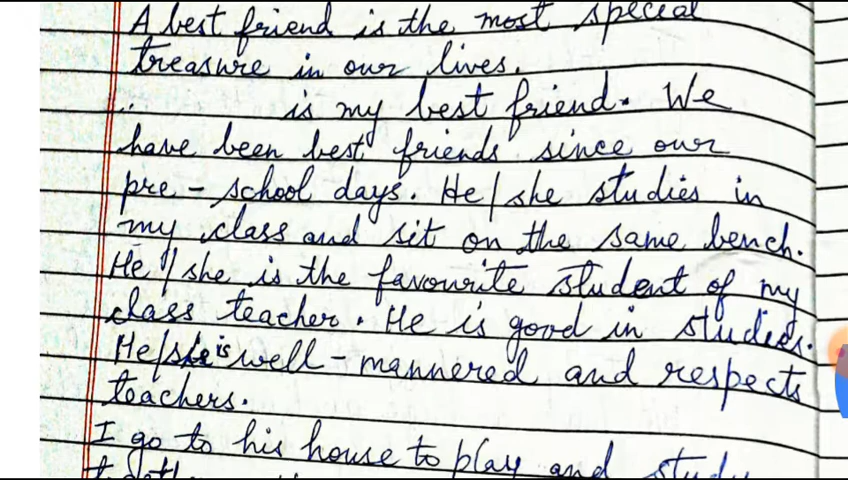 A best friend is the most special
treasure in our lives.
is my best friend. We
have been best friends since our
pre-school days. He/she studies in
my class and sit on the same bench.
He/she is the favourite student of my
class teacher. He is good in studies.
He/she is well-mannered and respects
teachers.
I go to his house to play and study